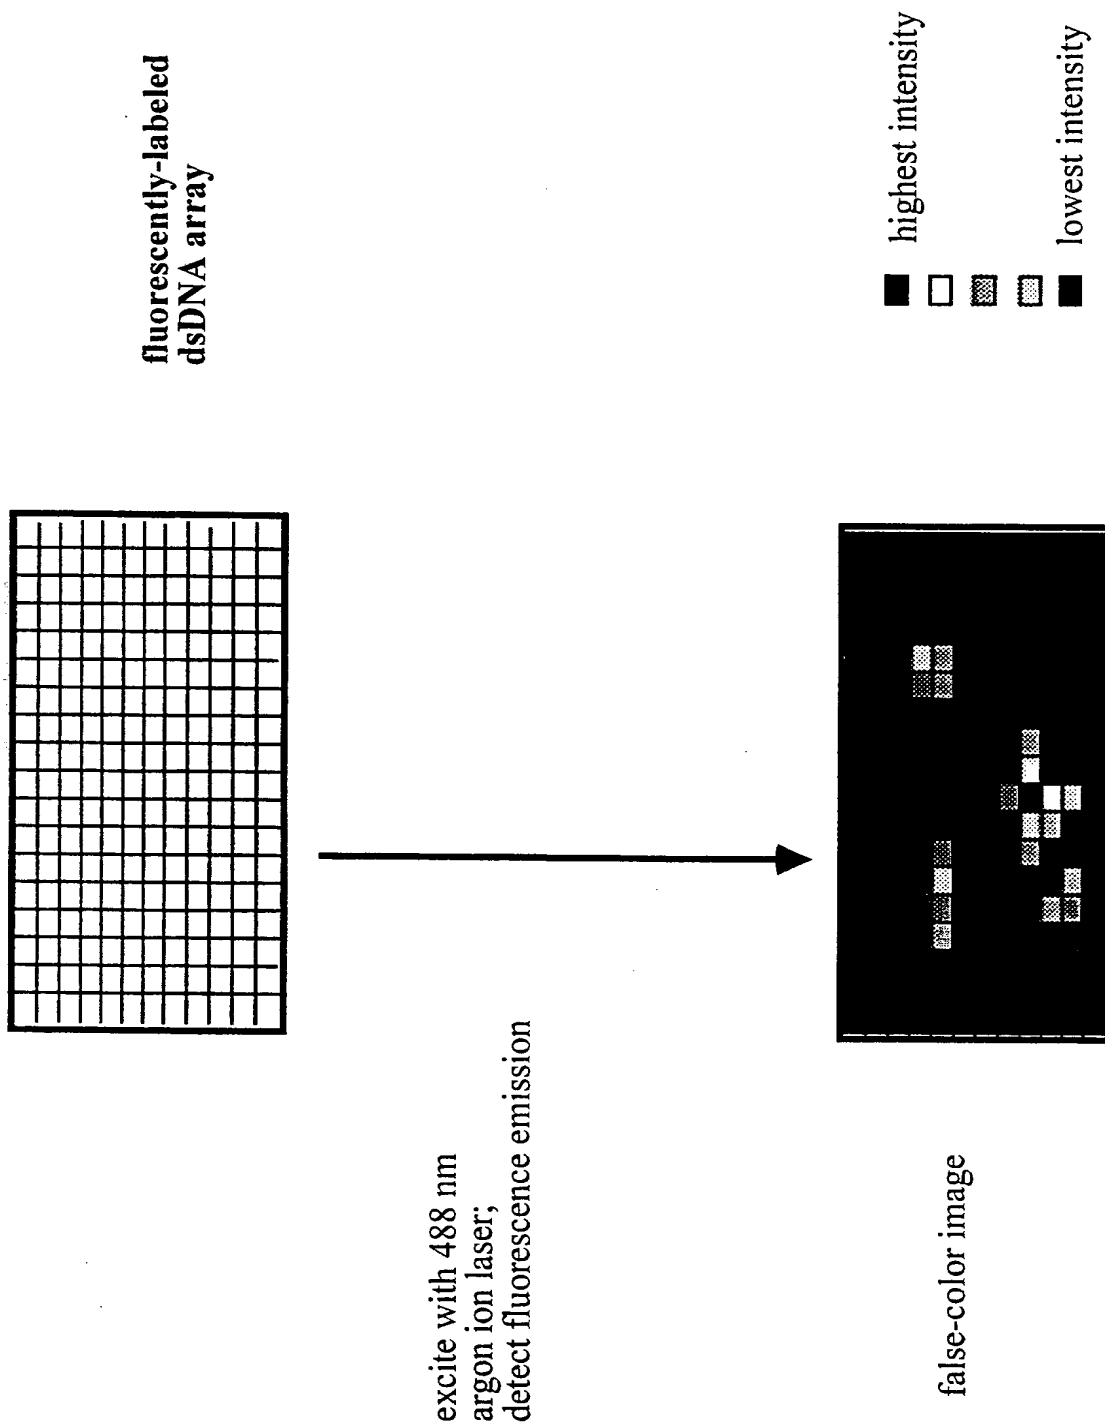 fluorescently-labeled
dsDNA array
excite with 488 nm
argon ion laser;
detect fluorescence emission
false-color image
highest intensity
lowest intensity